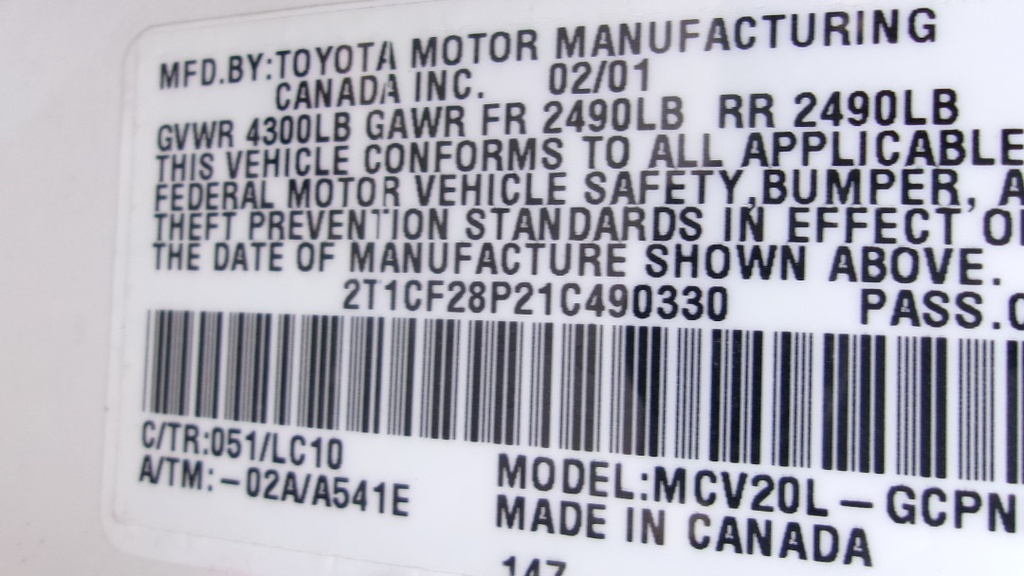 MFD.BY:TOYOTA MOTOR MANUFACTURING
CANADA INC. 02/01
GVWR 4300LB GAWR FR 2490LB RR 2490LB
THIS VEHICLE CONFORMS TO ALL APPLICABLE
FEDERAL MOTOR VEHICLE SAFETY,BUMPER, A
THEFT PREVENTION STANDARDS IN EFFECT O
THE DATE OF MANUFACTURE SHOWN ABOVE.
2T1CF28P21C490330 PASS.C
C/TR:051/LC10
A/TM:-02A/A541E
MODEL:MCV20L-GCPN
MADE IN CANADA
147